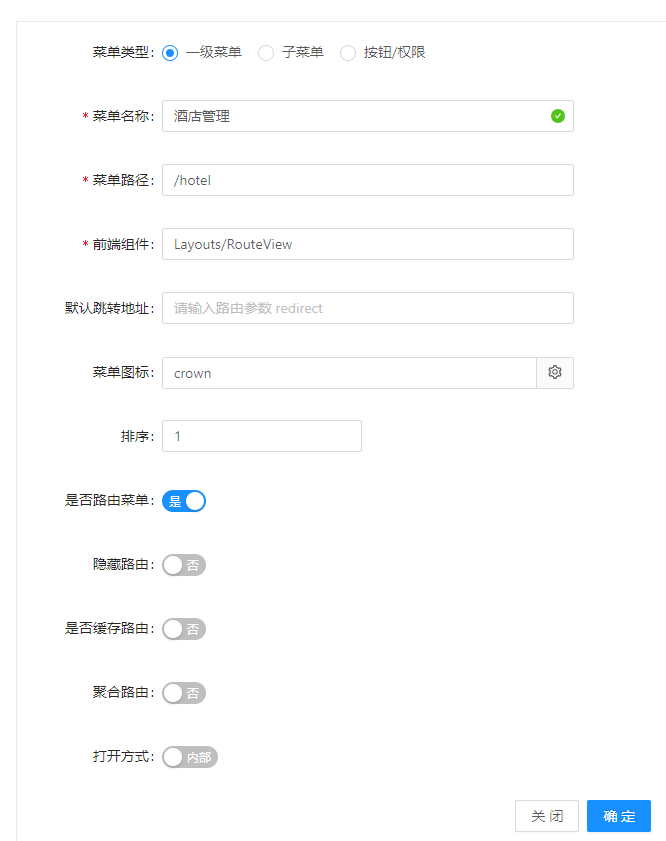 菜单类型: 一级菜单 子菜单 按钮/权限
* 菜单名称: 酒店管理
* 菜单路径: /hotel
* 前端组件: Layouts/RouteView
默认跳转地址: 请输入路由参数 redirect
菜单图标: crown
排序: 1
是否路由菜单: 是
隐藏路由: 否
是否缓存路由: 否
聚合路由: 否
打开方式: 内部
关 闭 确 定